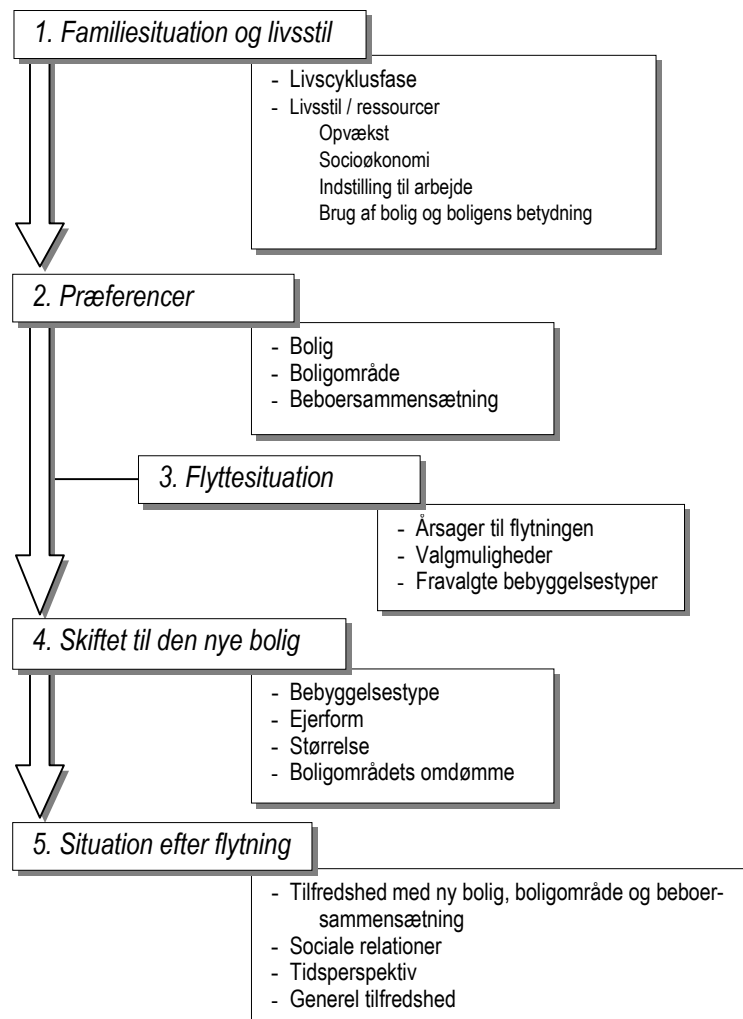 1. Familiesituation og livsstil
- Livscyklusfase
- Livsstil / ressourcer
Opvækst
Socioøkonomi
Indstilling til arbejde
Brug af bolig og boligens betydning
2. Præferencer
- Bolig
- Boligområde
- Beboersammensætning
3. Flyttesituation
- Årsager til flytningen
- Valgmuligheder
- Fravalgte bebyggelsestyper
4. Skiftet til den nye bolig
- Bebyggelsestype
- Ejerform
- Størrelse
- Boligområdets omdømme
5. Situation efter flytning
- Tilfredshed med ny bolig, boligområde og beboer-
sammensætning
- Sociale relationer
- Tidsperspektiv
- Generel tilfredshed